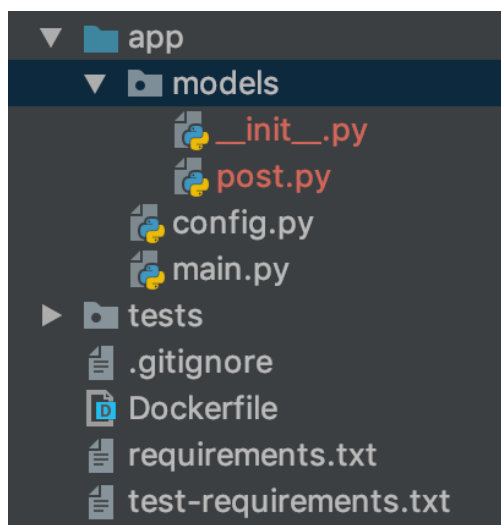 app
models
__init__.py
post.py
config.py
main.py
tests
.gitignore
Dockerfile
requirements.txt
test-requirements.txt